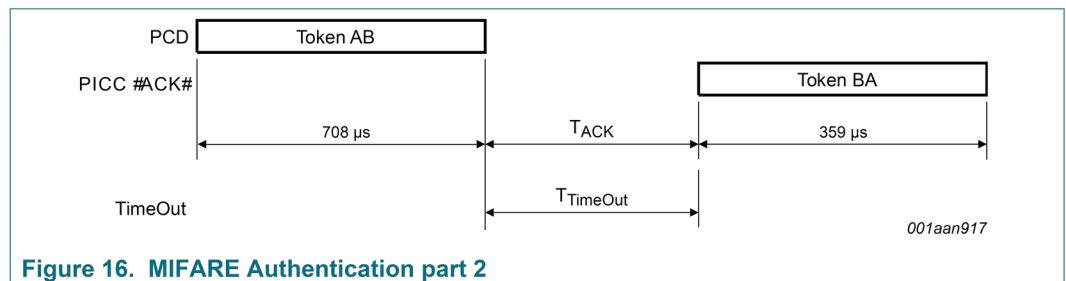 PCD Token AB
PICC #ACK# Token BA
708 µs TACK 359 µs
TimeOut TTimeOut
001aan917
Figure 16. MIFARE Authentication part 2